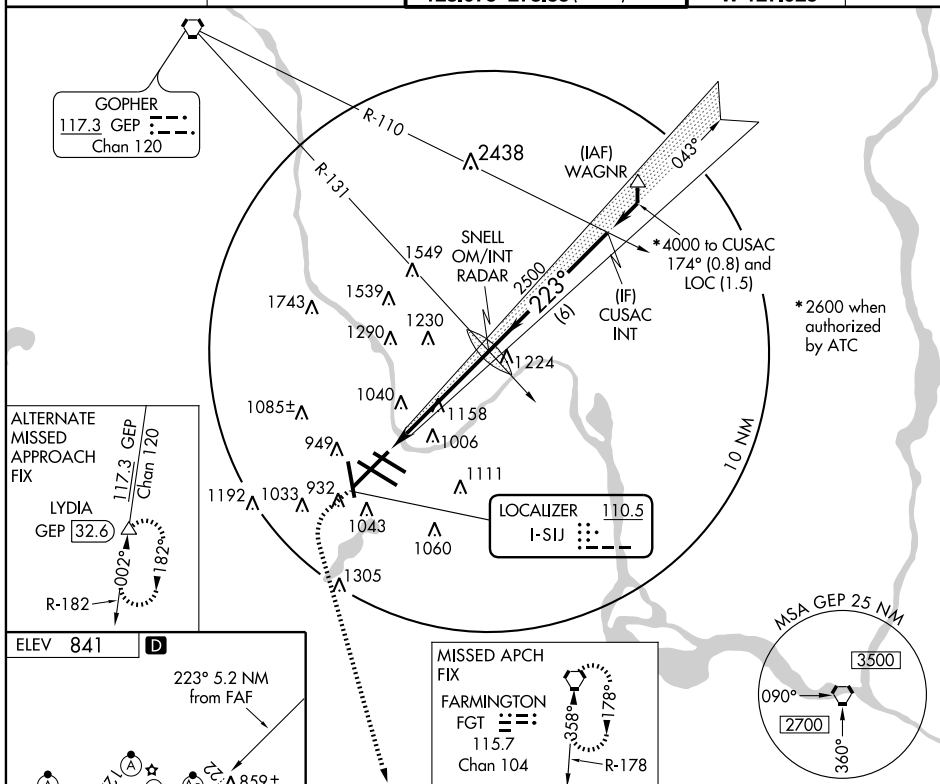 GOPHER
117.3 GEP
Chan 120
R-110
R-131
2438
(IAF)
WAGNR
043°
SNELL
OM/INT
RADAR
2500
223°
(6)
*4000 to CUSAC
174° (0.8) and
LOC (1.5)
(IF)
CUSAC
INT
*2600 when
authorized
by ATC
1549
1743
1539
1290
1230
1224
1040
1085±
1158
949
1006
10 NM
1111
1192
1033
932
1043
1060
1305
LOCALIZER 110.5
I-SIJ
ALTERNATE
MISSED
APPROACH
FIX
117.3 GEP
Chan 120
LYDIA
GEP 32.6
002°
182°
R-182
ELEV 841 D
223° 5.2 NM
from FAF
A
859±
MISSED APCH
FIX
FARMINGTON
FGT
115.7
Chan 104
358°
178°
R-178
MSA GEP 25 NM
3500
090°
2700
360°